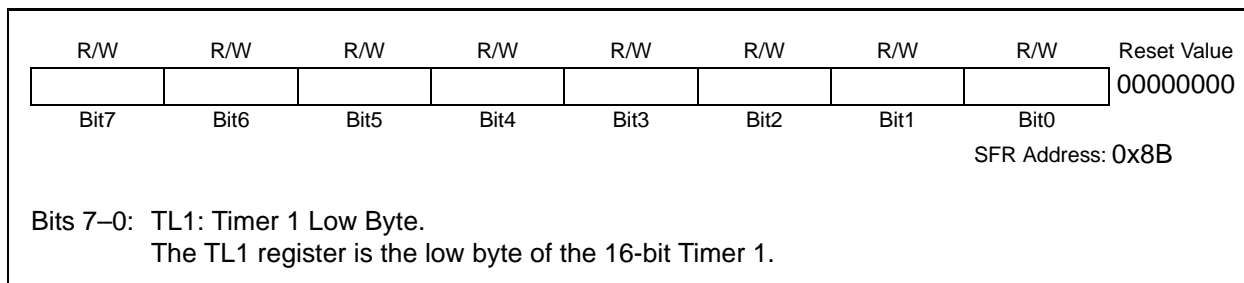 R/W R/W R/W R/W R/W R/W R/W R/W Reset Value
00000000
Bit7 Bit6 Bit5 Bit4 Bit3 Bit2 Bit1 Bit0
SFR Address: 0x8B
Bits 7–0: TL1: Timer 1 Low Byte.
The TL1 register is the low byte of the 16-bit Timer 1.